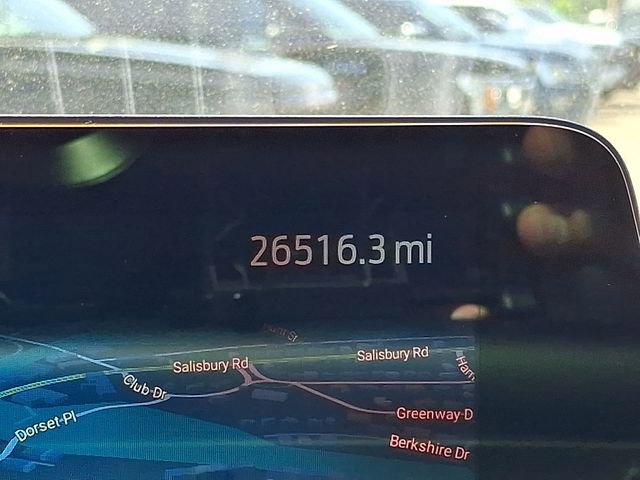 26516.3 mi
Salisbury Rd
Salisbury Rd
Club Dr
Greenway D
Dorset Pl
Berkshire Dr